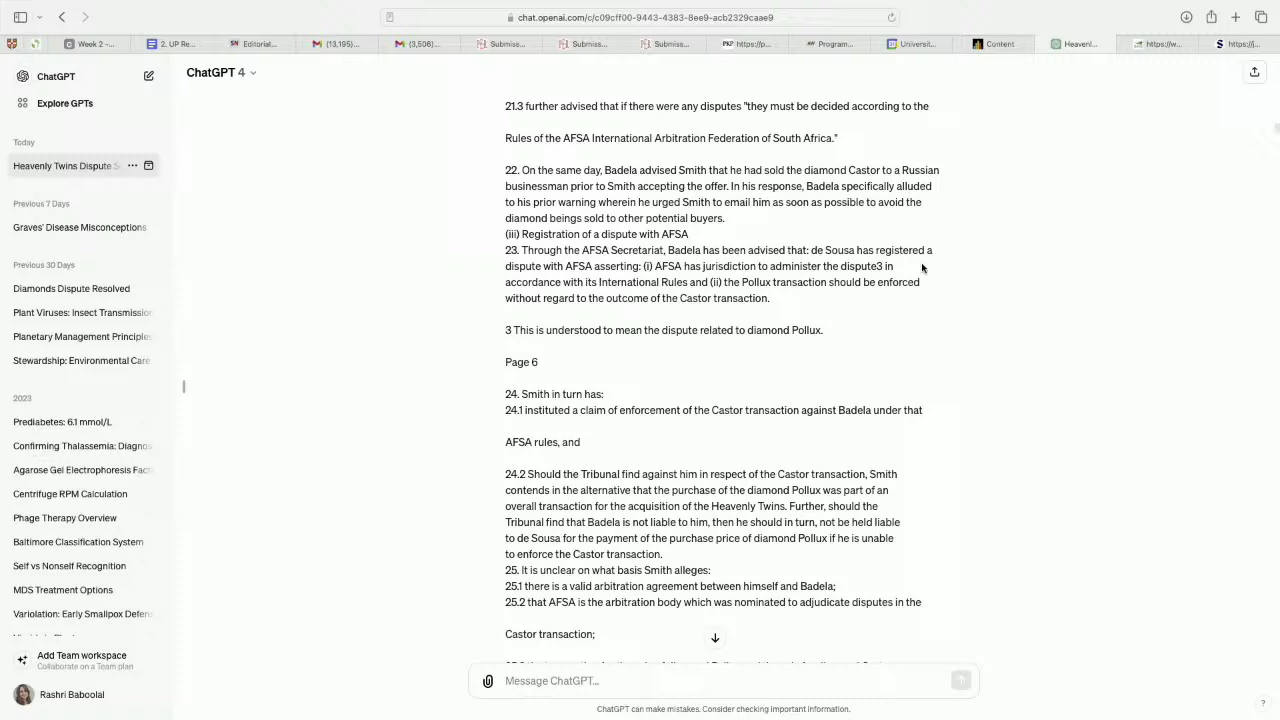 chat.openai.com/c/c09cff00-9443-4383-8ee9-acb2329caae9
Week 2 -...
2. UP Re...
SN Editorial...
(13,195)...
(3,506)...
Submiss...
Submiss...
Submiss...
PKP https://p...
Program...
Universit...
Content
Heavenl...
https://w...
S https://j...
ChatGPT
Explore GPTs
Today
Heavenly Twins Dispute S
Previous 7 Days
Graves' Disease Misconceptions
Previous 30 Days
Diamonds Dispute Resolved
Plant Viruses: Insect Transmission
Planetary Management Principles
Stewardship: Environmental Care
2023
Prediabetes: 6.1 mmol/L
Confirming Thalassemia: Diagnos
Agarose Gel Electrophoresis Fact
Centrifuge RPM Calculation
Phage Therapy Overview
Baltimore Classification System
Self vs Nonself Recognition
MDS Treatment Options
Variolation: Early Smallpox Defens
Add Team workspace
Collaborate on a Team plan
Rashri Baboolal
ChatGPT 4
21.3 further advised that if there were any disputes "they must be decided according to the
Rules of the AFSA International Arbitration Federation of South Africa."
22. On the same day, Badela advised Smith that he had sold the diamond Castor to a Russian
businessman prior to Smith accepting the offer. In his response, Badela specifically alluded
to his prior warning wherein he urged Smith to email him as soon as possible to avoid the
diamond beings sold to other potential buyers.
(iii) Registration of a dispute with AFSA
23. Through the AFSA Secretariat, Badela has been advised that: de Sousa has registered a
dispute with AFSA asserting: (i) AFSA has jurisdiction to administer the dispute3 in
accordance with its International Rules and (ii) the Pollux transaction should be enforced
without regard to the outcome of the Castor transaction.
3 This is understood to mean the dispute related to diamond Pollux.
Page 6
24. Smith in turn has:
24.1 instituted a claim of enforcement of the Castor transaction against Badela under that
AFSA rules, and
24.2 Should the Tribunal find against him in respect of the Castor transaction, Smith
contends in the alternative that the purchase of the diamond Pollux was part of an
overall transaction for the acquisition of the Heavenly Twins. Further, should the
Tribunal find that Badela is not liable to him, then he should in turn, not be held liable
to de Sousa for the payment of the purchase price of diamond Pollux if he is unable
to enforce the Castor transaction.
25. It is unclear on what basis Smith alleges:
25.1 there is a valid arbitration agreement between himself and Badela;
25.2 that AFSA is the arbitration body which was nominated to adjudicate disputes in the
Castor transaction;
Message ChatGPT...
ChatGPT can make mistakes. Consider checking important information.
?